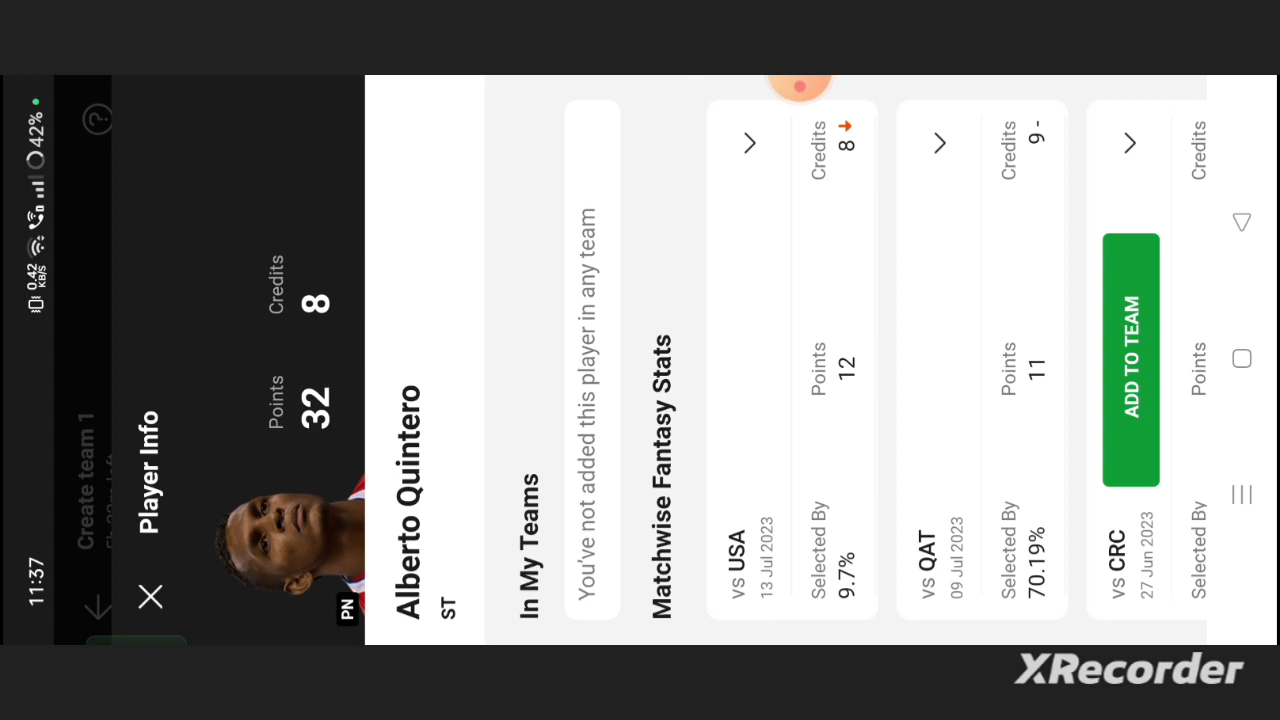 11:37
0.42
KB/S
42%
Create team 1
Player Info
Points
Credits
32
8
PN
Alberto Quintero
ST
In My Teams
You've not added this player in any team
Matchwise Fantasy Stats
vs USA
13 Jul 2023
Selected By
Points
Credits
9.7%
12
8
vs QAT
09 Jul 2023
Selected By
Points
Credits
70.19%
11
9 -
vs CRC
27 Jun 2023
ADD TO TEAM
Selected By
Points
Credits
XRecorder